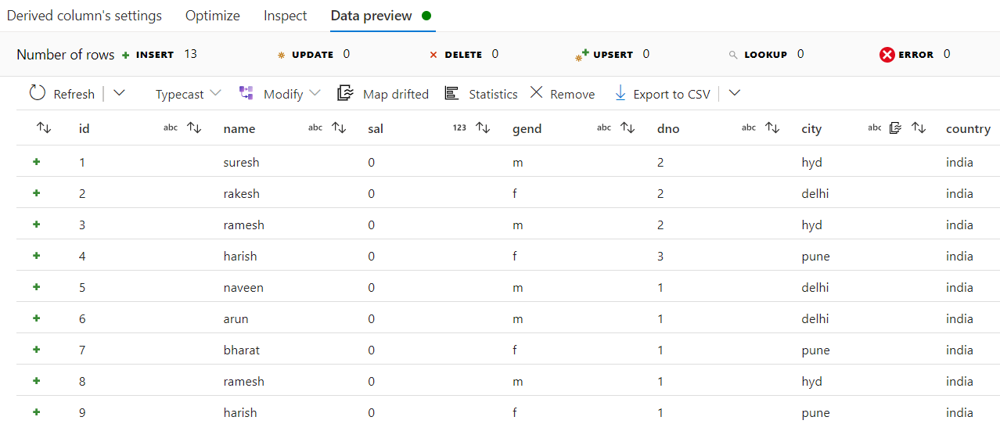 Derived column's settings Optimize Inspect Data preview
Number of rows INSERT 13 UPDATE 0 DELETE 0 UPSERT 0 LOOKUP 0 ERROR 0
Refresh Typecast Modify Map drifted Statistics Remove Export to CSV
id abc name abc sal 123 gend abc dno abc city abc country
1 suresh 0 m 2 hyd india
2 rakesh 0 f 2 delhi india
3 ramesh 0 m 2 hyd india
4 harish 0 f 3 pune india
5 naveen 0 m 1 delhi india
6 arun 0 m 1 delhi india
7 bharat 0 f 1 pune india
8 ramesh 0 m 1 hyd india
9 harish 0 f 1 pune india